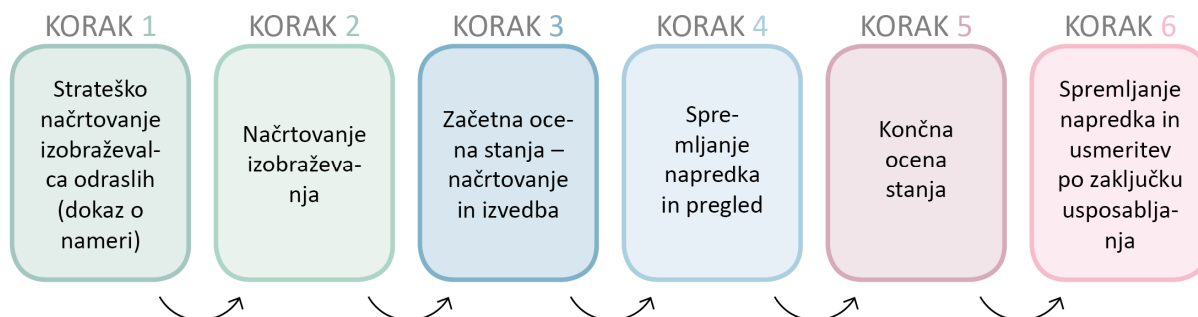 KORAK 1
Strateško
načrtovanje
izobraževal-
ca odraslih
(dokaz o
nameri)
KORAK 2
Načrtovanje
izobraževa-
nja
KORAK 3
Začetna oce-
na stanja –
načrtovanje
in izvedba
KORAK 4
Spre-
mljanje
napredka
in pregled
KORAK 5
Končna
ocena
stanja
KORAK 6
Spremljanje
napredka in
usmeritev
po zaključku
usposablja-
nja